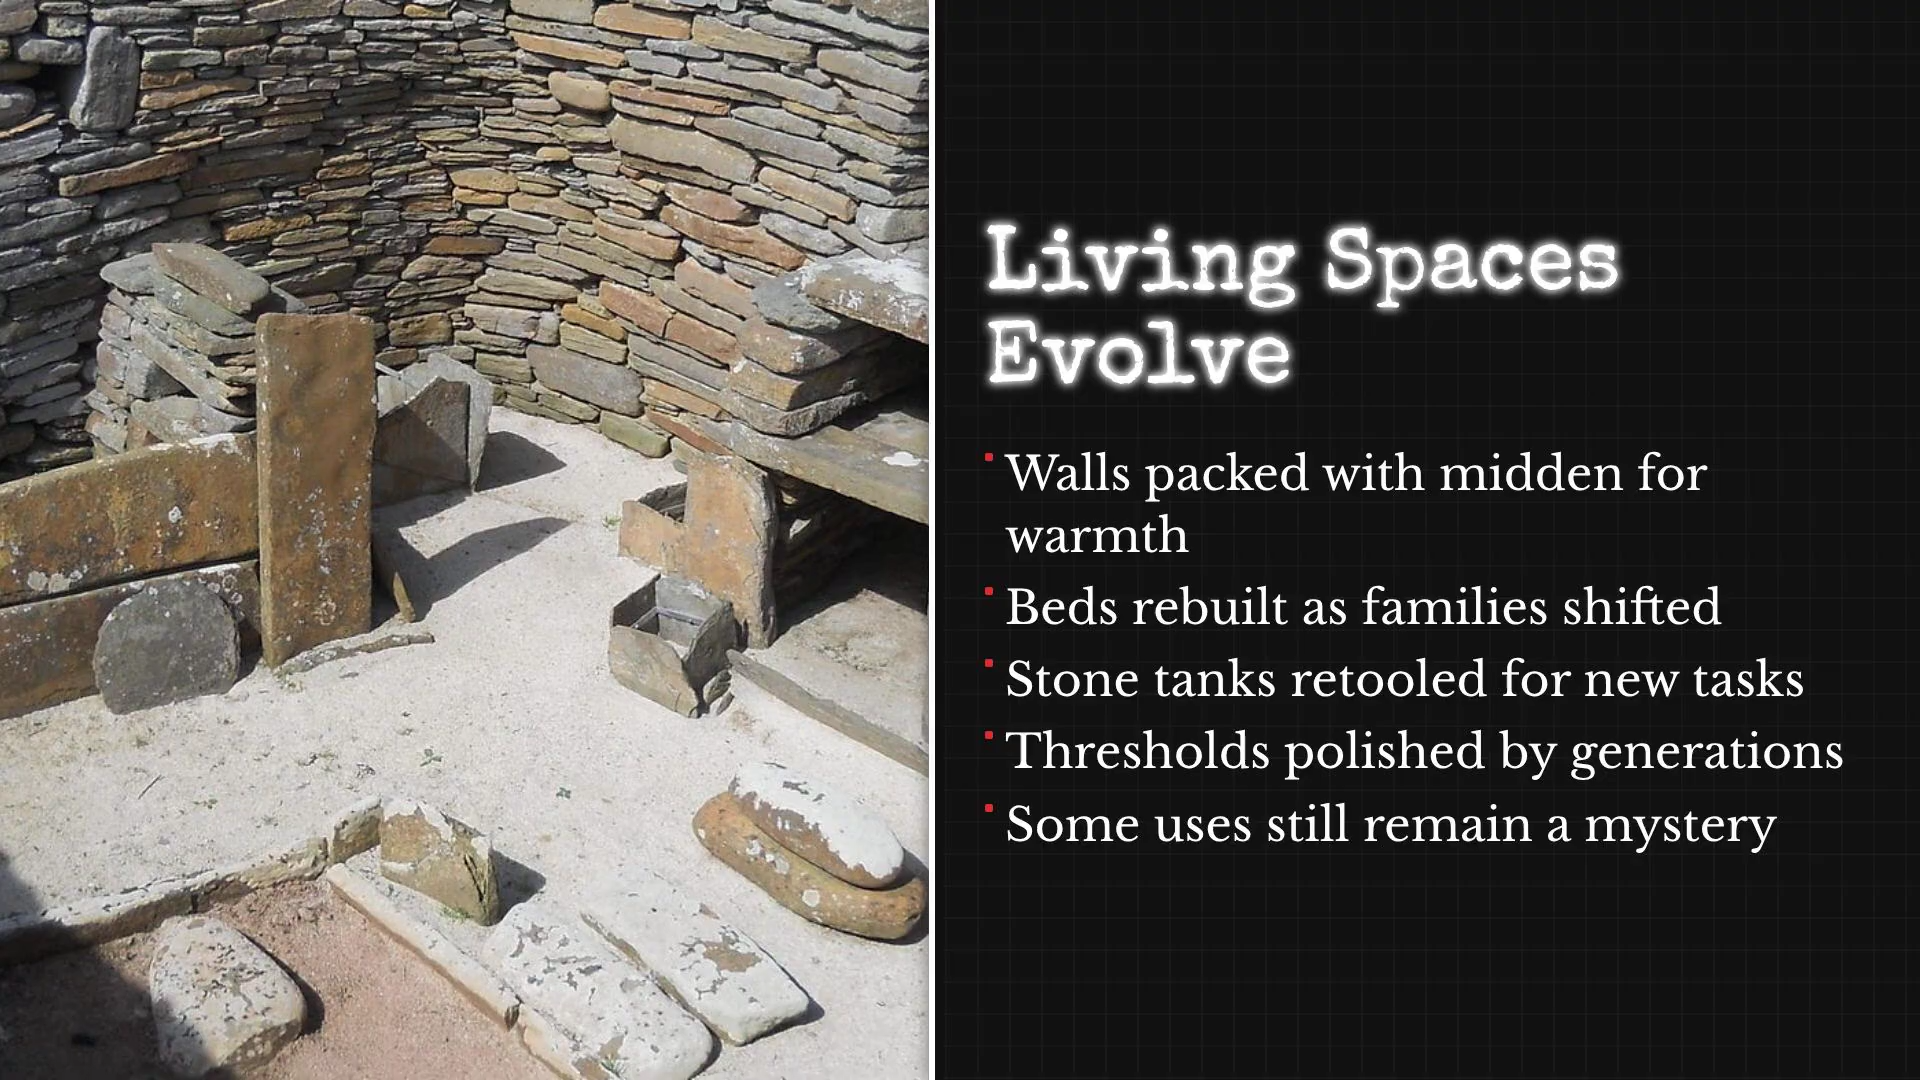 Living Spaces
Evolve
Walls packed with midden for
warmth
Beds rebuilt as families shifted
Stone tanks retooled for new tasks
Thresholds polished by generations
Some uses still remain a mystery